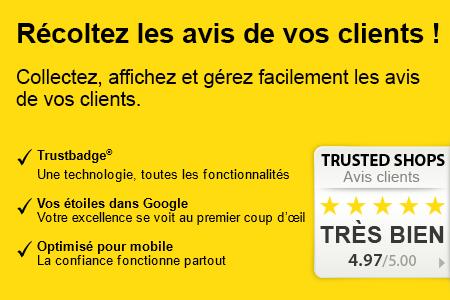 Récoltez les avis de vos clients !
Collectez, affichez et gérez facilement les avis
de vos clients.
Trustbadge®
Une technologie, toutes les fonctionnalités
Vos étoiles dans Google
Votre excellence se voit au premier coup d'œil
Optimisé pour mobile
La confiance fonctionne partout
TRUSTED SHOPS
Avis clients
TRÈS BIEN
4.97/5.00